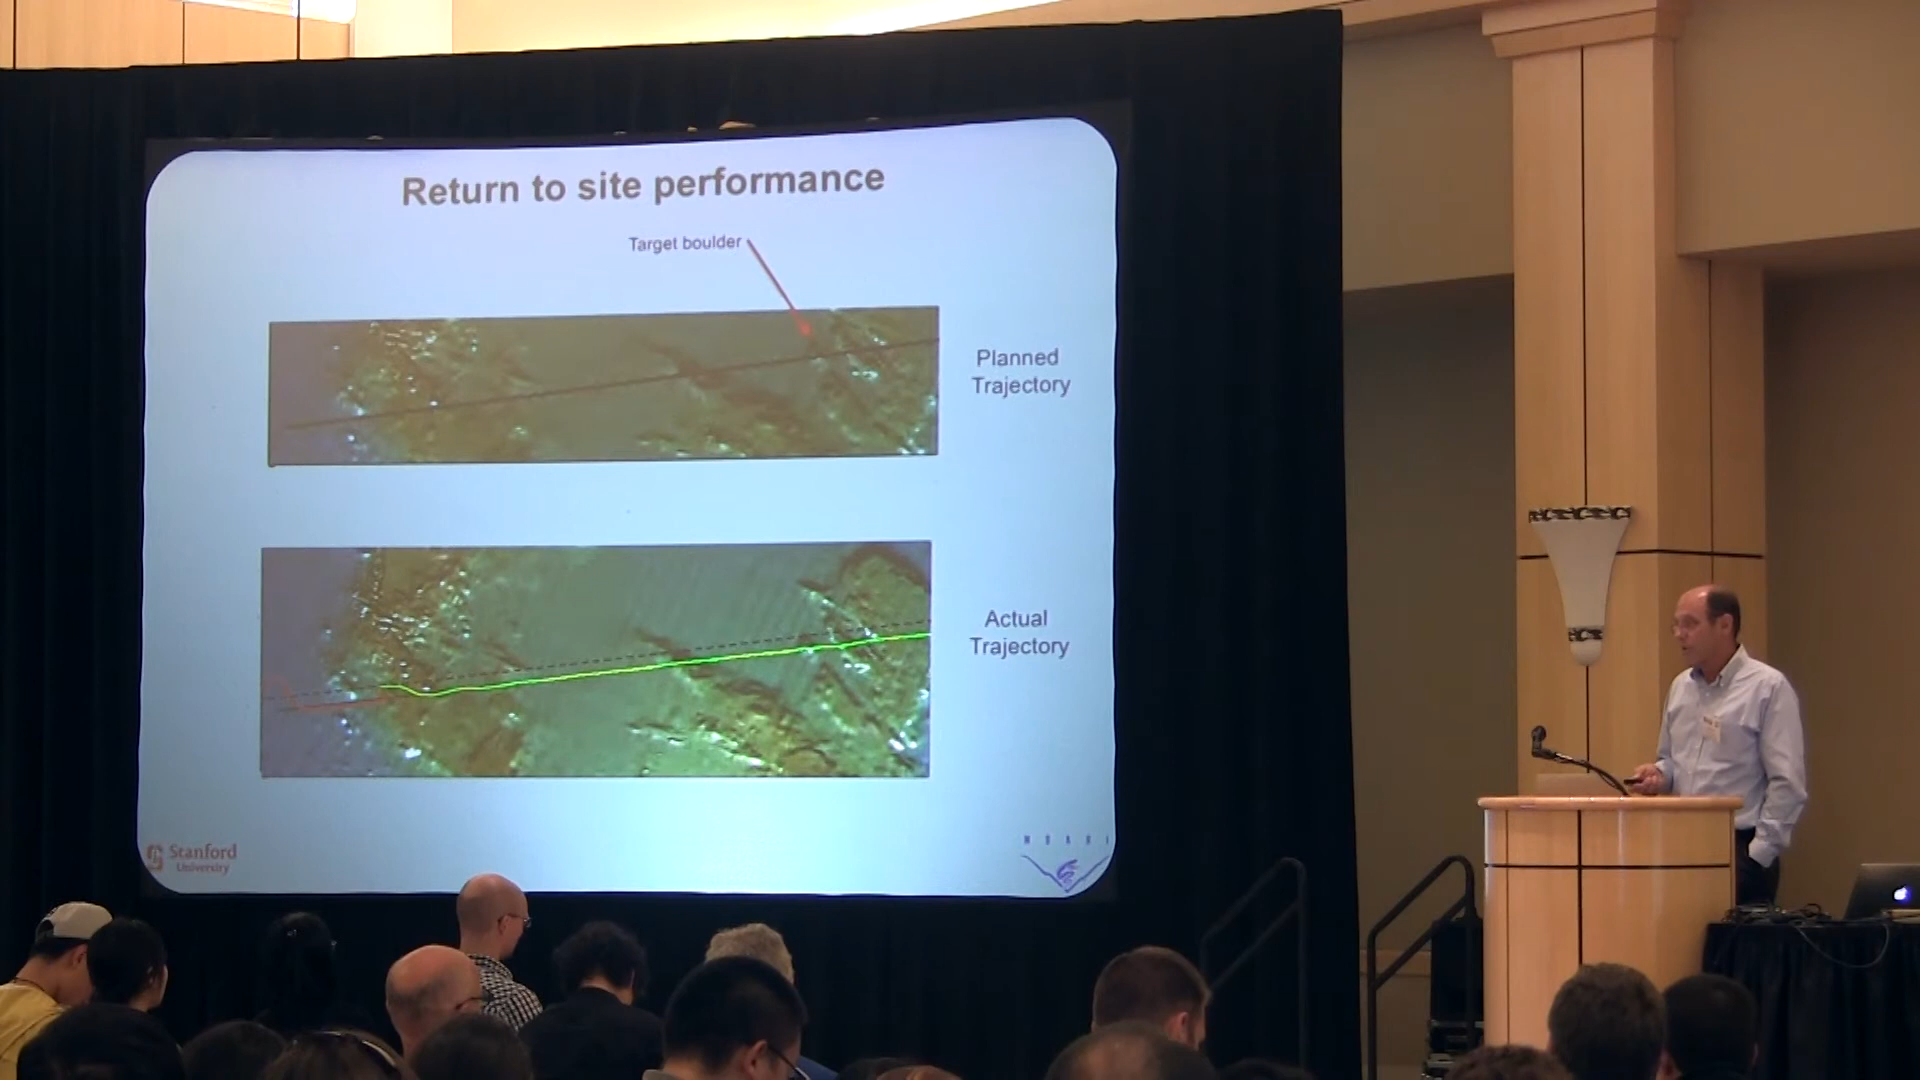 Return to site performance
Target boulder
Planned
Trajectory
Actual
Trajectory
Stanford
University
M B A R I